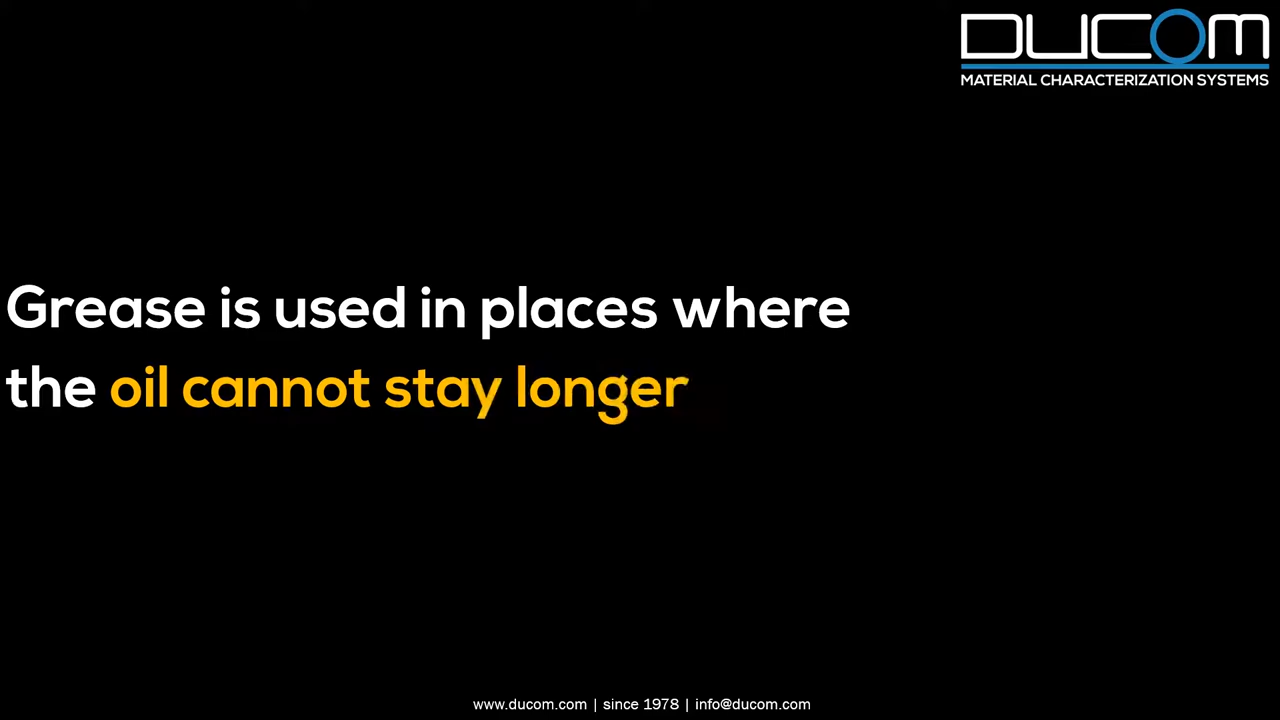 DUCOM
MATERIAL CHARACTERIZATION SYSTEMS
Grease is used in places where
the oil cannot stay longer
www.ducom.com | since 1978 | info@ducom.com